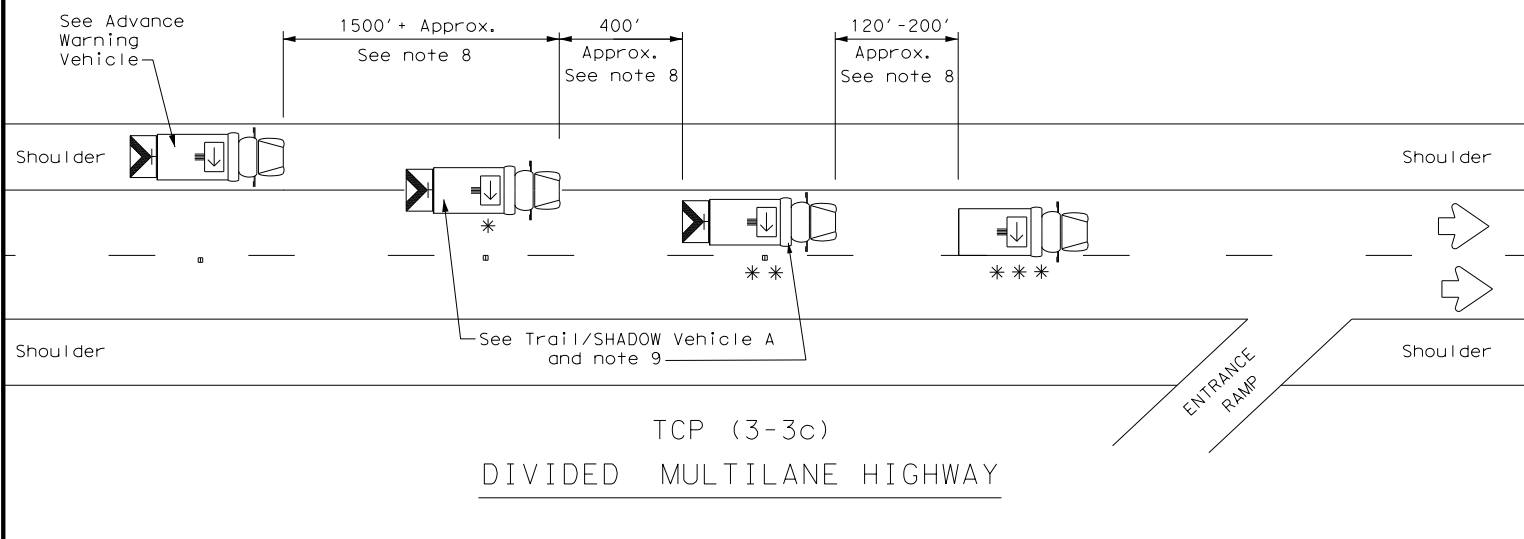 See Advance
Warning
Vehicle
1500'+ Approx.
See note 8
400'
Approx.
See note 8
120'-200'
Approx.
See note 8
Shoulder
Shoulder
*
* *
* * *
See Trail/SHADOW Vehicle A
and note 9
Shoulder
Shoulder
ENTRANCE
RAMP
TCP (3-3c)
DIVIDED MULTILANE HIGHWAY